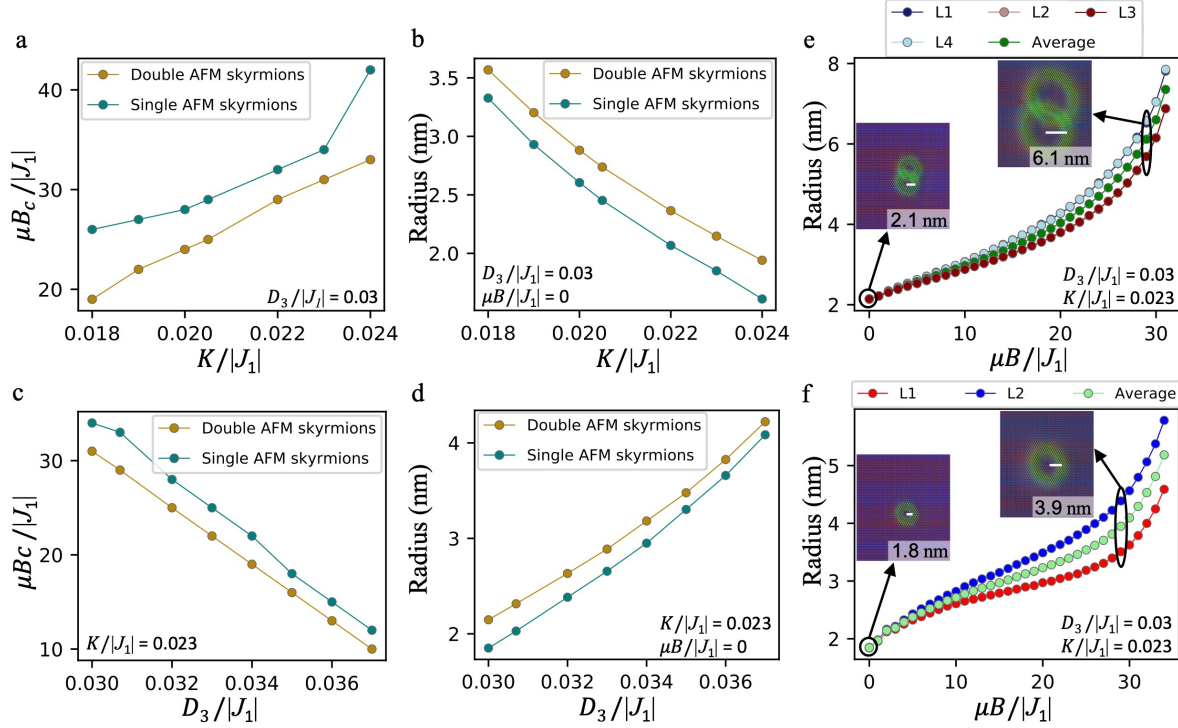 a
Double AFM skyrmions
Single AFM skyrmions
40
30
20
μB_c/|J_1|
D_3/|J_I| = 0.03
0.018 0.020 0.022 0.024
K/|J_1|
b
Double AFM skyrmions
Single AFM skyrmions
3.5
3.0
2.5
2.0
Radius (nm)
D_3/|J_1| = 0.03
μB/|J_1| = 0
0.018 0.020 0.022 0.024
K/|J_1|
e
L1 L2 L3
L4 Average
8
6
4
2
Radius (nm)
6.1 nm
2.1 nm
D_3/|J_1| = 0.03
K/|J_1| = 0.023
0 10 20 30
μB/|J_1|
c
Double AFM skyrmions
Single AFM skyrmions
30
20
10
μBc/|J_1|
K/|J_1| = 0.023
0.030 0.032 0.034 0.036
D_3/|J_1|
d
Double AFM skyrmions
Single AFM skyrmions
4
3
2
Radius (nm)
K/|J_1| = 0.023
μB/|J_1| = 0
0.030 0.032 0.034 0.036
D_3/|J_1|
f
L1 L2 Average
5
4
3
2
Radius (nm)
3.9 nm
1.8 nm
D_3/|J_1| = 0.03
K/|J_1| = 0.023
0 10 20 30
μB/|J_1|